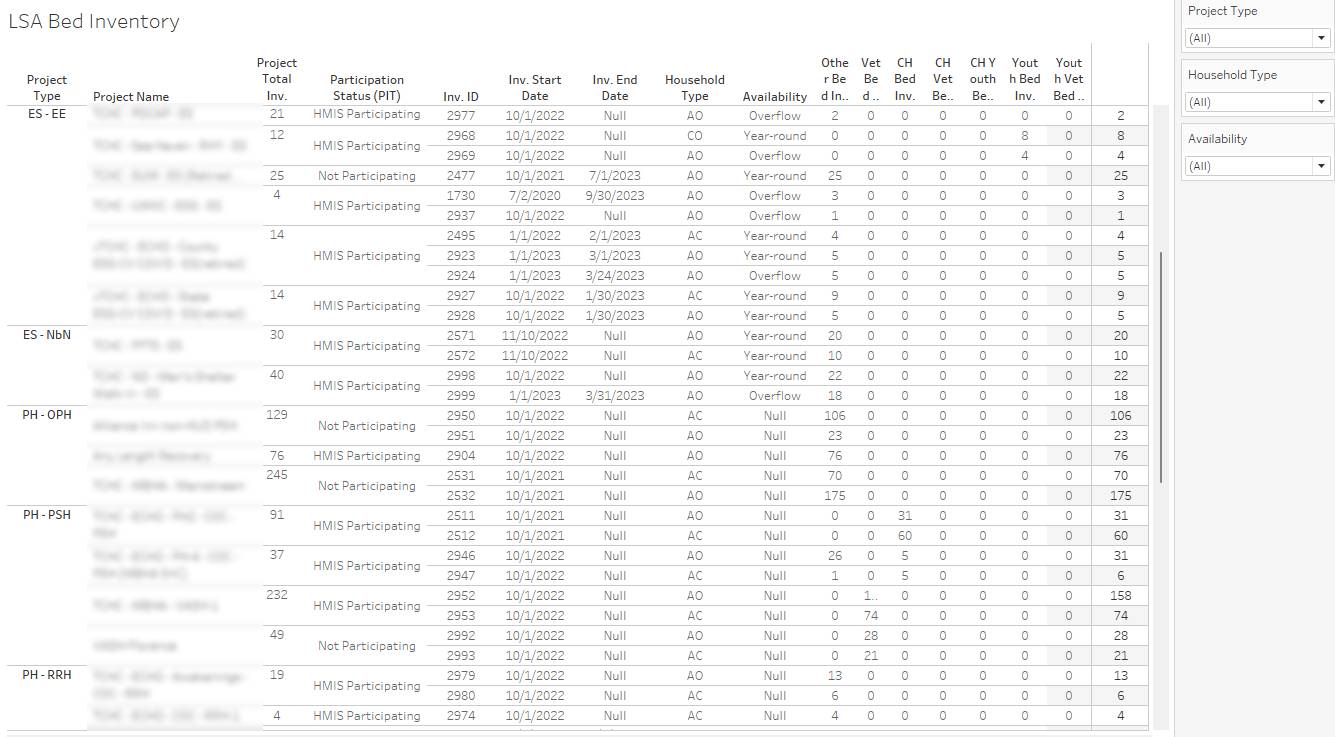 LSA Bed Inventory
Project Type
(All)
Household Type
(All)
Availability
(All)
Project Type Project Name Project Total Inv. Participation Status (PIT) Inv. ID Inv. Start Date Inv. End Date Household Type Availability Othe r Be d In.. Vet Be d .. CH Bed Inv. CH Vet Be.. CH Y outh Be.. Yout h Bed Inv. Yout h Vet Bed ..
ES - EE 21 HMIS Participating 2977 10/1/2022 Null AO Overflow 2 0 0 0 0 0 0 2
12 HMIS Participating 2968 10/1/2022 Null CO Year-round 0 0 0 0 0 8 0 8
2969 10/1/2022 Null AO Overflow 0 0 0 0 0 4 0 4
25 Not Participating 2477 10/1/2021 7/1/2023 AO Year-round 25 0 0 0 0 0 0 25
4 HMIS Participating 1730 7/2/2020 9/30/2023 AO Overflow 3 0 0 0 0 0 0 3
2937 10/1/2022 Null AO Overflow 1 0 0 0 0 0 0 1
14 HMIS Participating 2495 1/1/2022 2/1/2023 AC Year-round 4 0 0 0 0 0 0 4
2923 1/1/2023 3/1/2023 AO Year-round 5 0 0 0 0 0 0 5
2924 1/1/2023 3/24/2023 AO Overflow 5 0 0 0 0 0 0 5
14 HMIS Participating 2927 10/1/2022 1/30/2023 AC Year-round 9 0 0 0 0 0 0 9
2928 10/1/2022 1/30/2023 AO Year-round 5 0 0 0 0 0 0 5
ES - NbN 30 HMIS Participating 2571 11/10/2022 Null AO Year-round 20 0 0 0 0 0 0 20
2572 11/10/2022 Null AC Year-round 10 0 0 0 0 0 0 10
40 HMIS Participating 2998 10/1/2022 Null AO Year-round 22 0 0 0 0 0 0 22
2999 1/1/2023 3/31/2023 AO Overflow 18 0 0 0 0 0 0 18
PH - OPH 129 Not Participating 2950 10/1/2022 Null AC Null 106 0 0 0 0 0 0 106
2951 10/1/2022 Null AO Null 23 0 0 0 0 0 0 23
76 HMIS Participating 2904 10/1/2022 Null AO Null 76 0 0 0 0 0 0 76
245 Not Participating 2531 10/1/2021 Null AC Null 70 0 0 0 0 0 0 70
2532 10/1/2021 Null AO Null 175 0 0 0 0 0 0 175
PH - PSH 91 HMIS Participating 2511 10/1/2021 Null AO Null 0 0 31 0 0 0 0 31
2512 10/1/2021 Null AC Null 0 0 60 0 0 0 0 60
37 HMIS Participating 2946 10/1/2022 Null AO Null 26 0 5 0 0 0 0 31
2947 10/1/2022 Null AC Null 1 0 5 0 0 0 0 6
232 HMIS Participating 2952 10/1/2022 Null AO Null 0 1.. 0 0 0 0 0 158
2953 10/1/2022 Null AC Null 0 74 0 0 0 0 0 74
49 Not Participating 2992 10/1/2022 Null AO Null 0 28 0 0 0 0 0 28
2993 10/1/2022 Null AC Null 0 21 0 0 0 0 0 21
PH - RRH 19 HMIS Participating 2979 10/1/2022 Null AO Null 13 0 0 0 0 0 0 13
2980 10/1/2022 Null AC Null 6 0 0 0 0 0 0 6
4 HMIS Participating 2974 10/1/2022 Null AC Null 4 0 0 0 0 0 0 4